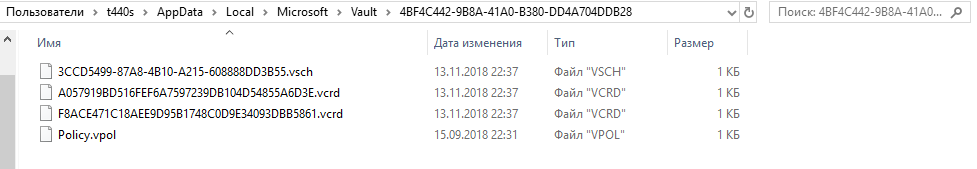 Пользователи > t440s > AppData > Local > Microsoft > Vault > 4BF4C442-9B8A-41A0-B380-DD4A704DDB28
Поиск: 4BF4C442-9B8A-41A0...
Имя Дата изменения Тип Размер
3CCD5499-87A8-4B10-A215-608888DD3B55.vsch 13.11.2018 22:37 Файл "VSCH" 1 КБ
A057919BD516FEF6A7597239DB104D54855A6D3E.vcrd 13.11.2018 22:37 Файл "VCRD" 1 КБ
F8ACE471C18AEE9D95B1748C0D9E34093DBB5861.vcrd 13.11.2018 22:37 Файл "VCRD" 1 КБ
Policy.vpol 15.09.2018 22:31 Файл "VPOL" 1 КБ